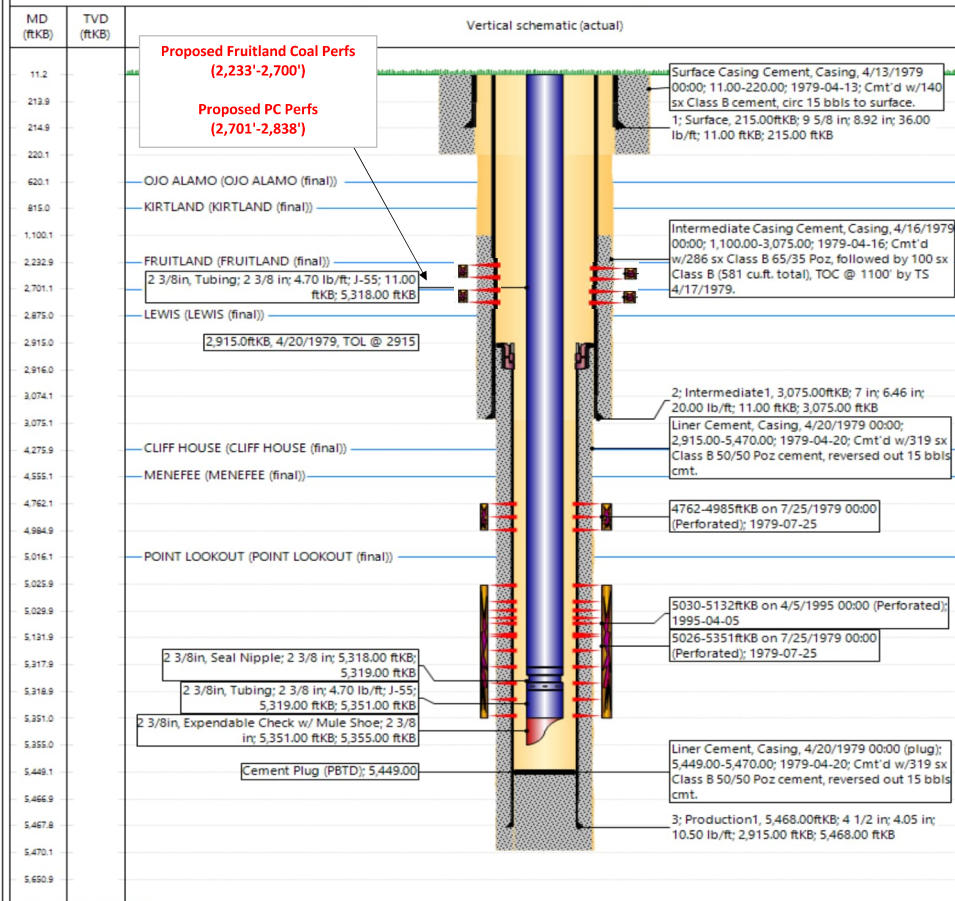 MD
(ftKB)
TVD
(ftKB)
Vertical schematic (actual)
Proposed Fruitland Coal Perfs
(2,233'-2,700')
Proposed PC Perfs
(2,701'-2,838')
11.2
213.9
214.9
220.1
620.1
815.0
1,100.1
2,232.9
2,701.1
2,875.0
2,915.0
2,916.0
3,074.1
3,075.1
4,275.9
4,555.1
4,762.1
4,984.9
5,016.1
5,025.9
5,029.9
5,131.9
5,317.9
5,318.9
5,351.0
5,355.0
5,449.1
5,466.9
5,467.8
5,470.1
5,650.9
OJO ALAMO (OJO ALAMO (final))
KIRTLAND (KIRTLAND (final))
FRUITLAND (FRUITLAND (final))
2 3/8in, Tubing; 2 3/8 in; 4.70 lb/ft; J-55; 11.00
ftKB; 5,318.00 ftKB
LEWIS (LEWIS (final))
2,915.0ftKB, 4/20/1979, TOL @ 2915
CLIFF HOUSE (CLIFF HOUSE (final))
MENEFEE (MENEFEE (final))
POINT LOOKOUT (POINT LOOKOUT (final))
2 3/8in, Seal Nipple; 2 3/8 in; 5,318.00 ftKB;
5,319.00 ftKB
2 3/8in, Tubing; 2 3/8 in; 4.70 lb/ft; J-55;
5,319.00 ftKB; 5,351.00 ftKB
2 3/8in, Expendable Check w/ Mule Shoe; 2 3/8
in; 5,351.00 ftKB; 5,355.00 ftKB
Cement Plug (PBTD); 5,449.00
Surface Casing Cement, Casing, 4/13/1979
00:00; 11.00-220.00; 1979-04-13; Cmt'd w/140
sx Class B cement, circ 15 bbls to surface.
1; Surface, 215.00ftKB; 9 5/8 in; 8.92 in; 36.00
lb/ft; 11.00 ftKB; 215.00 ftKB
Intermediate Casing Cement, Casing, 4/16/1979
00:00; 1,100.00-3,075.00; 1979-04-16; Cmt'd
w/286 sx Class B 65/35 Poz, followed by 100 sx
Class B (581 cu.ft. total), TOC @ 1100' by TS
4/17/1979.
2; Intermediate1, 3,075.00ftKB; 7 in; 6.46 in;
20.00 lb/ft; 11.00 ftKB; 3,075.00 ftKB
Liner Cement, Casing, 4/20/1979 00:00;
2,915.00-5,470.00; 1979-04-20; Cmt'd w/319 sx
Class B 50/50 Poz cement, reversed out 15 bbls
cmt.
4762-4985ftKB on 7/25/1979 00:00
(Perforated); 1979-07-25
5030-5132ftKB on 4/5/1995 00:00 (Perforated);
1995-04-05
5026-5351ftKB on 7/25/1979 00:00
(Perforated); 1979-07-25
Liner Cement, Casing, 4/20/1979 00:00 (plug);
5,449.00-5,470.00; 1979-04-20; Cmt'd w/319 sx
Class B 50/50 Poz cement, reversed out 15 bbls
cmt.
3; Production1, 5,468.00ftKB; 4 1/2 in; 4.05 in;
10.50 lb/ft; 2,915.00 ftKB; 5,468.00 ftKB